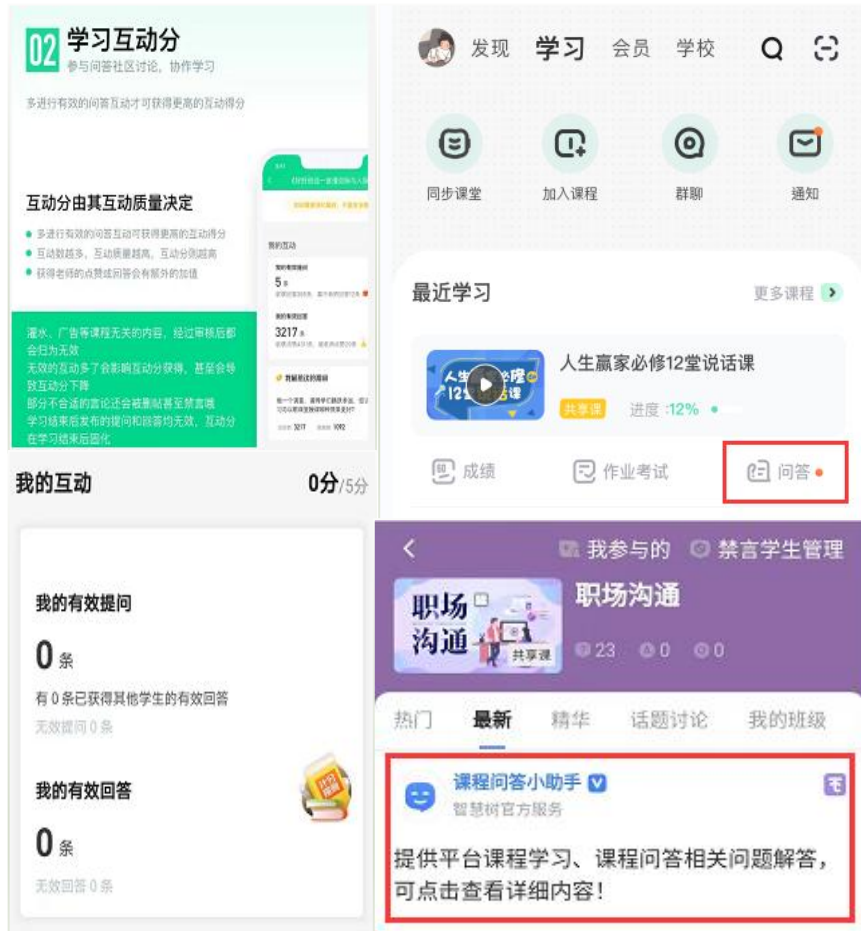 02
学习互动分
参与问答社区讨论，协作学习
多进行有效的问答互动才可获得更高的互动得分
互动分由其互动质量决定
多进行有效的问答互动可获得更高的互动得分
互动数越多，互动质量越高，互动分则越高
获得老师的点赞或回答会有额外的加值
我的互动
5
3217
灌水、广告等课程无关的内容，经过审核后都
会归为无效
无效的互动多了会影响互动分获得，甚至会导
致互动分下降
部分不合适的言论还会被删帖甚至禁言哦
学习结束后发布的提问和回答均无效，互动分
在学习结束后固化
发现 学习 会员 学校
同步课堂 加入课程 群聊 通知
最近学习 更多课程
人生赢家必修12堂说话课
共享课 进度:12%
成绩 作业考试 问答
我的互动 0分/5分
我的有效提问
0 条
有 0 条已获得其他学生的有效回答
无效提问 0 条
我的有效回答
0 条
无效回答 0 条
我参与的 禁言学生管理
职场
沟通
共享课
职场沟通
23 0 0
热门 最新 精华 话题讨论 我的班级
课程问答小助手
智慧树官方服务
提供平台课程学习、课程问答相关问题解答，
可点击查看详细内容！